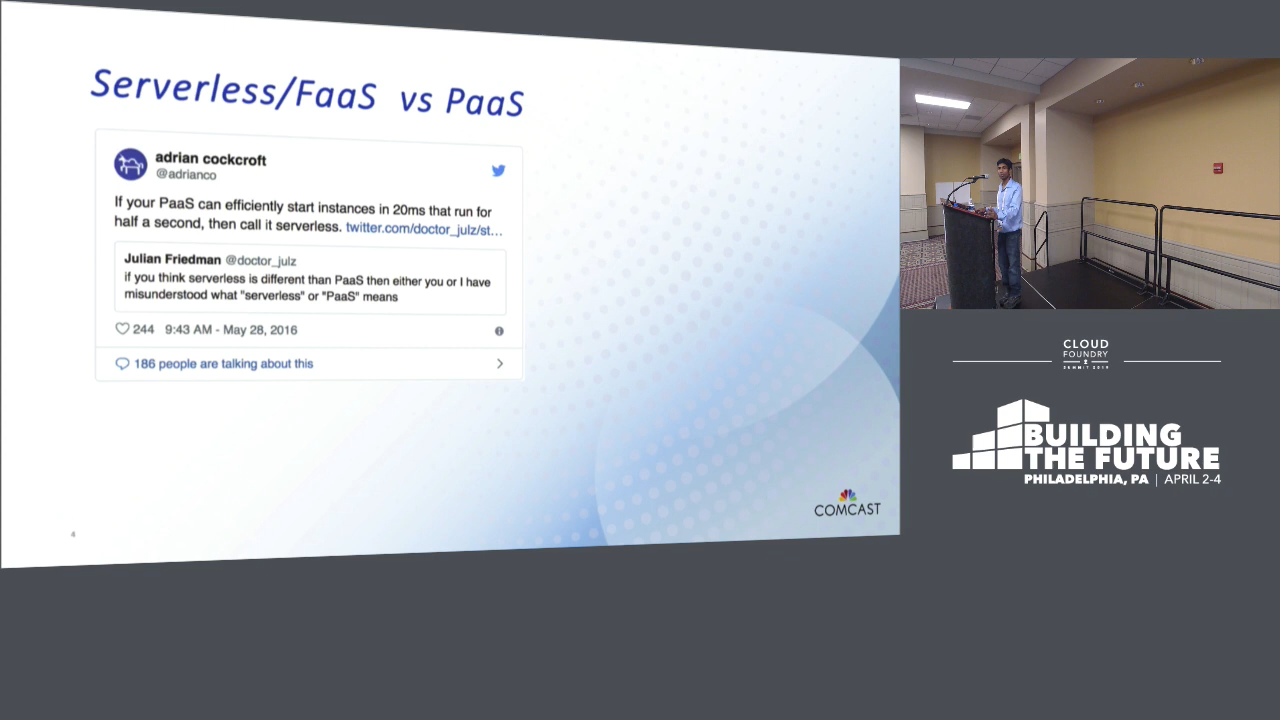 Serverless/FaaS vs PaaS
adrian cockcroft
@adrianco
If your PaaS can efficiently start instances in 20ms that run for
half a second, then call it serverless. twitter.com/doctor_julz/st…
Julian Friedman @doctor_julz
if you think serverless is different than PaaS then either you or I have
misunderstood what "serverless" or "PaaS" means
244 9:43 AM - May 28, 2016
186 people are talking about this
COMCAST
4
CLOUD
FOUNDRY
SUMMIT 2019
BUILDING
THE FUTURE
PHILADELPHIA, PA | APRIL 2-4